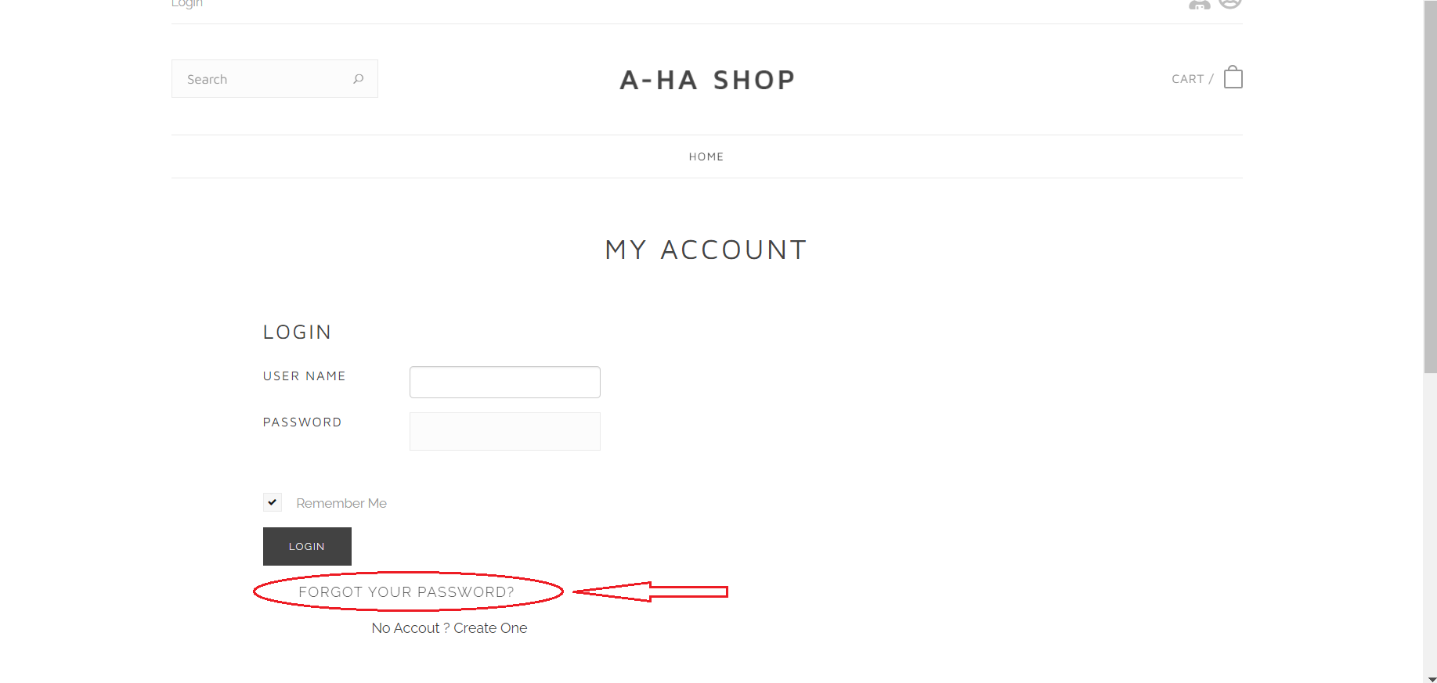 Login
Search
A-HA SHOP
CART /
HOME
MY ACCOUNT
LOGIN
USER NAME
PASSWORD
Remember Me
LOGIN
FORGOT YOUR PASSWORD?
No Accout ? Create One